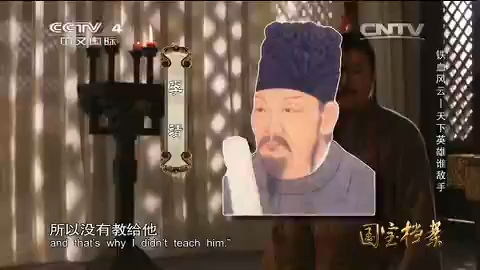 CCTV 4
中文国际
CNTV
李靖
铁血风云—天下英雄谁敌手
所以没有教给他
and that's why I didn't teach him."
国宝档案